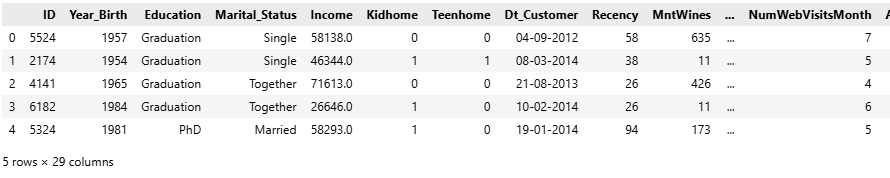 ID Year_Birth Education Marital_Status Income Kidhome Teenhome Dt_Customer Recency MntWines ... NumWebVisitsMonth
0 5524 1957 Graduation Single 58138.0 0 0 04-09-2012 58 635 ... 7
1 2174 1954 Graduation Single 46344.0 1 1 08-03-2014 38 11 ... 5
2 4141 1965 Graduation Together 71613.0 0 0 21-08-2013 26 426 ... 4
3 6182 1984 Graduation Together 26646.0 1 0 10-02-2014 26 11 ... 6
4 5324 1981 PhD Married 58293.0 1 0 19-01-2014 94 173 ... 5
5 rows × 29 columns